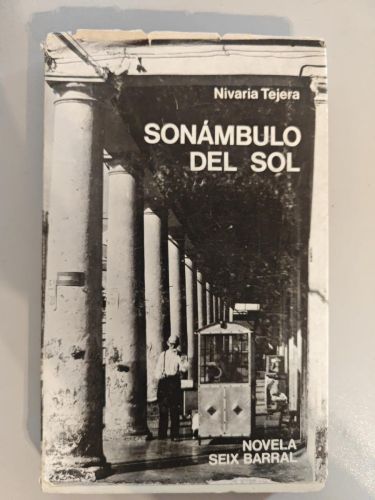 Nivaria Tejera
SONÁMBULO
DEL SOL
NOVELA
SEIX BARRAL